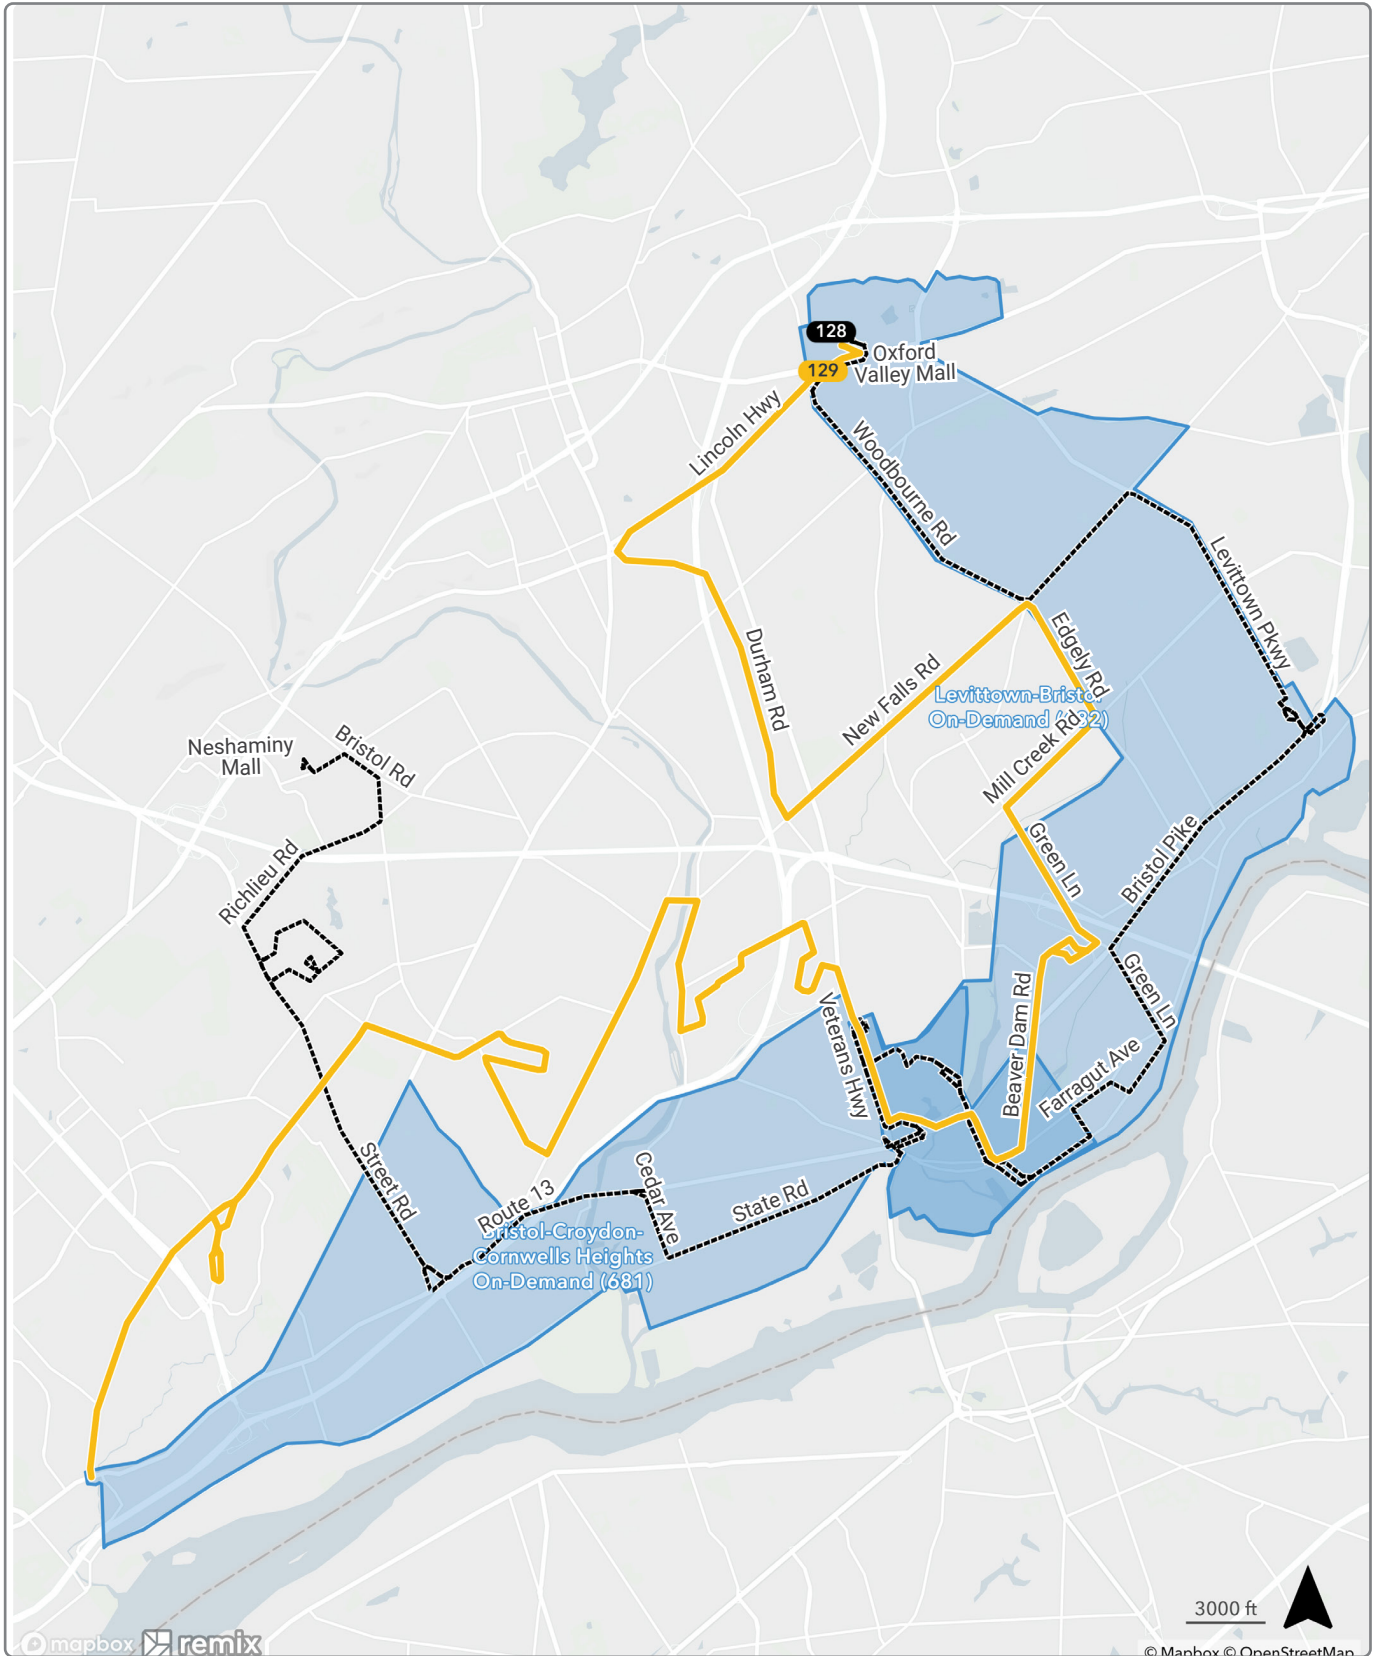 128
Oxford
Valley Mall
129
Lincoln Hwy
Woodbourne Rd
Levittown Pkwy
Edgely Rd
Durham Rd
New Falls Rd
Levittown-Bristol
On-Demand (682)
Mill Creek Rd
Neshaminy
Mall
Bristol Rd
Richlieu Rd
Green Ln
Bristol Pike
Green Ln
Veterans Hwy
Beaver Dam Rd
Farragut Ave
Street Rd
Route 13
Cedar Ave
State Rd
Bristol-Croydon-
Cornwells Heights
On-Demand (681)
3000 ft
mapbox remix
© Mapbox © OpenStreetMap